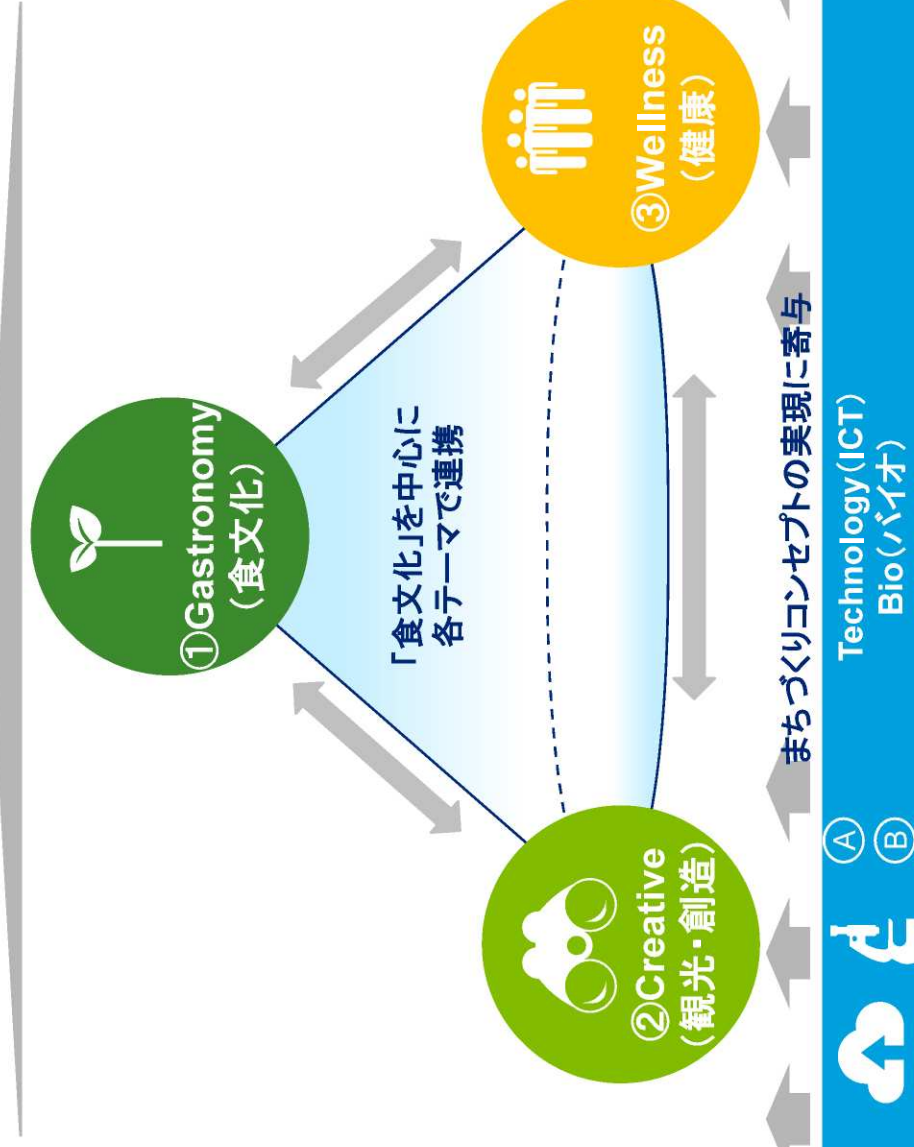 ①Gastronomy
（食文化）
「食文化」を中心に
各テーマで連携
②Creative
（観光・創造）
③Wellness
（健康）
まちづくりコンセプトの実現に寄与
Ⓐ Technology(ICT)
Ⓑ Bio(バイオ)